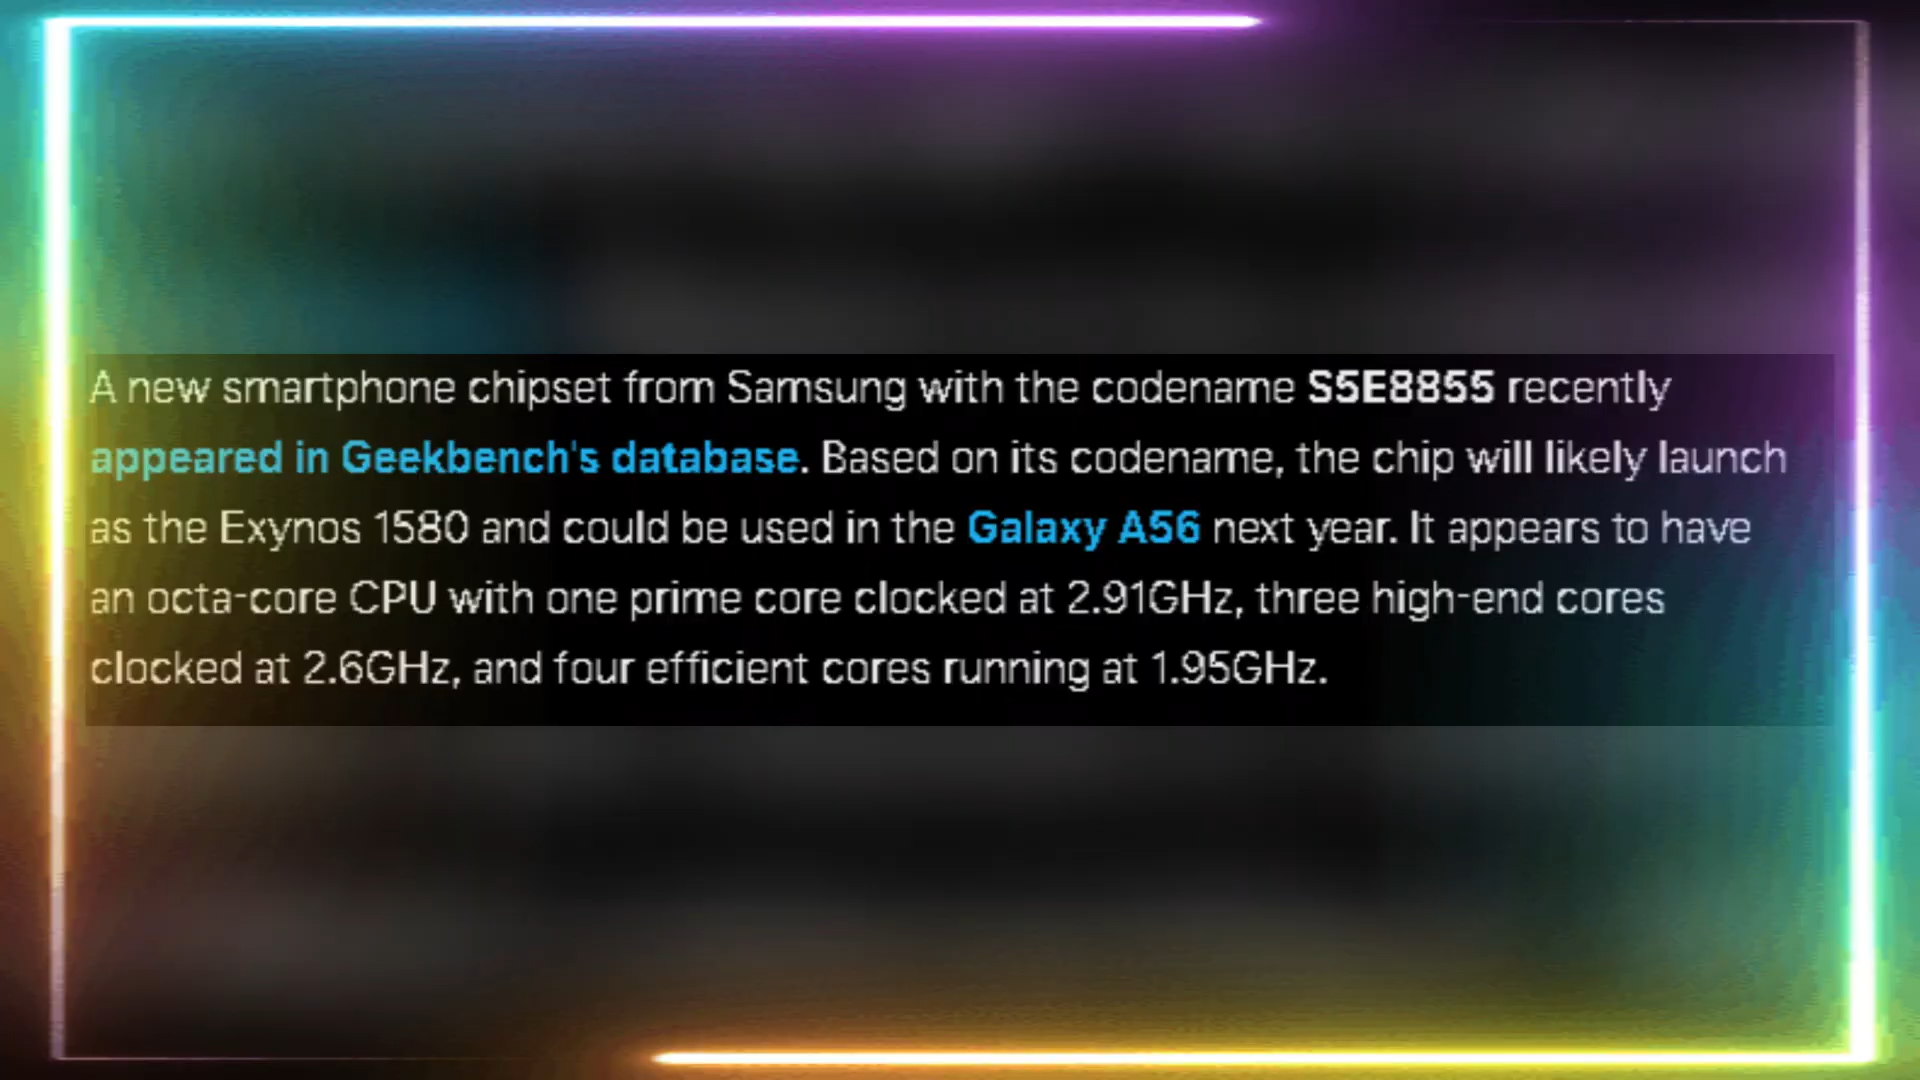 A new smartphone chipset from Samsung with the codename S5E8855 recently
appeared in Geekbench's database. Based on its codename, the chip will likely launch
as the Exynos 1580 and could be used in the Galaxy A56 next year. It appears to have
an octa-core CPU with one prime core clocked at 2.91GHz, three high-end cores
clocked at 2.6GHz, and four efficient cores running at 1.95GHz.